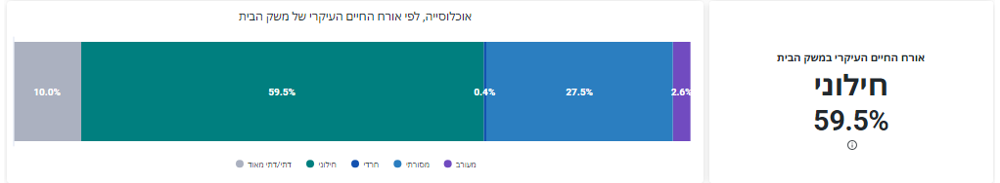 אוכלוסייה, לפי אורח החיים העיקרי של משק הבית
10.0% 59.5% 0.4% 27.5% 2.6%
דתי/דתי מאוד חילוני חרדי מסורתי מעורב
אורח החיים העיקרי במשק הבית
חילוני
59.5%